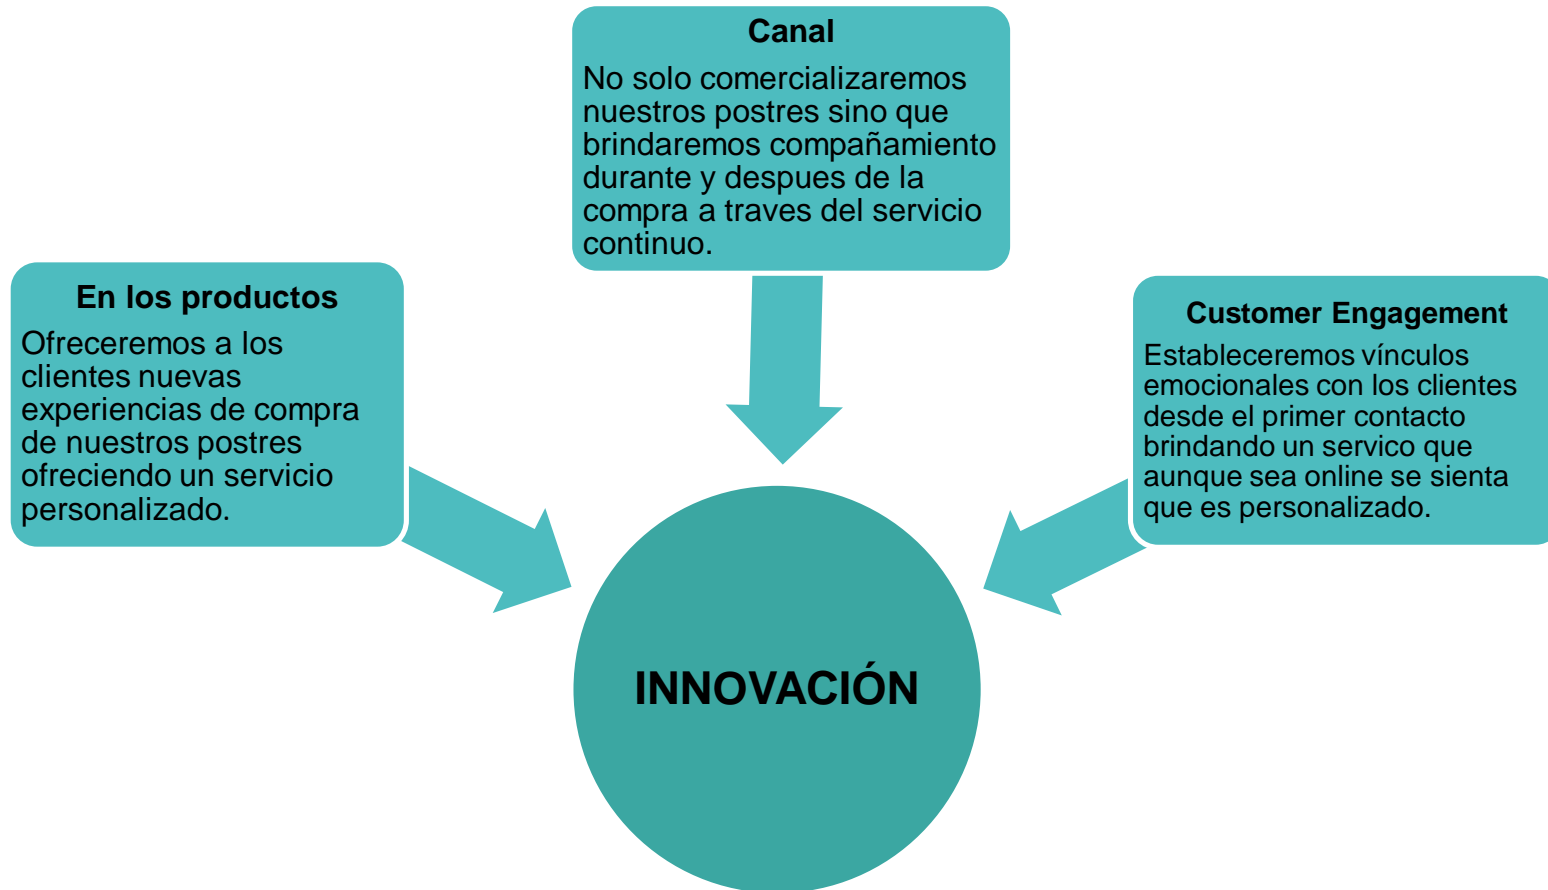 Canal
No solo comercializaremos
nuestros postres sino que
brindaremos compañamiento
durante y despues de la
compra a traves del servicio
continuo.
En los productos
Ofreceremos a los
clientes nuevas
experiencias de compra
de nuestros postres
ofreciendo un servicio
personalizado.
Customer Engagement
Estableceremos vínculos
emocionales con los clientes
desde el primer contacto
brindando un servico que
aunque sea online se sienta
que es personalizado.
INNOVACIÓN